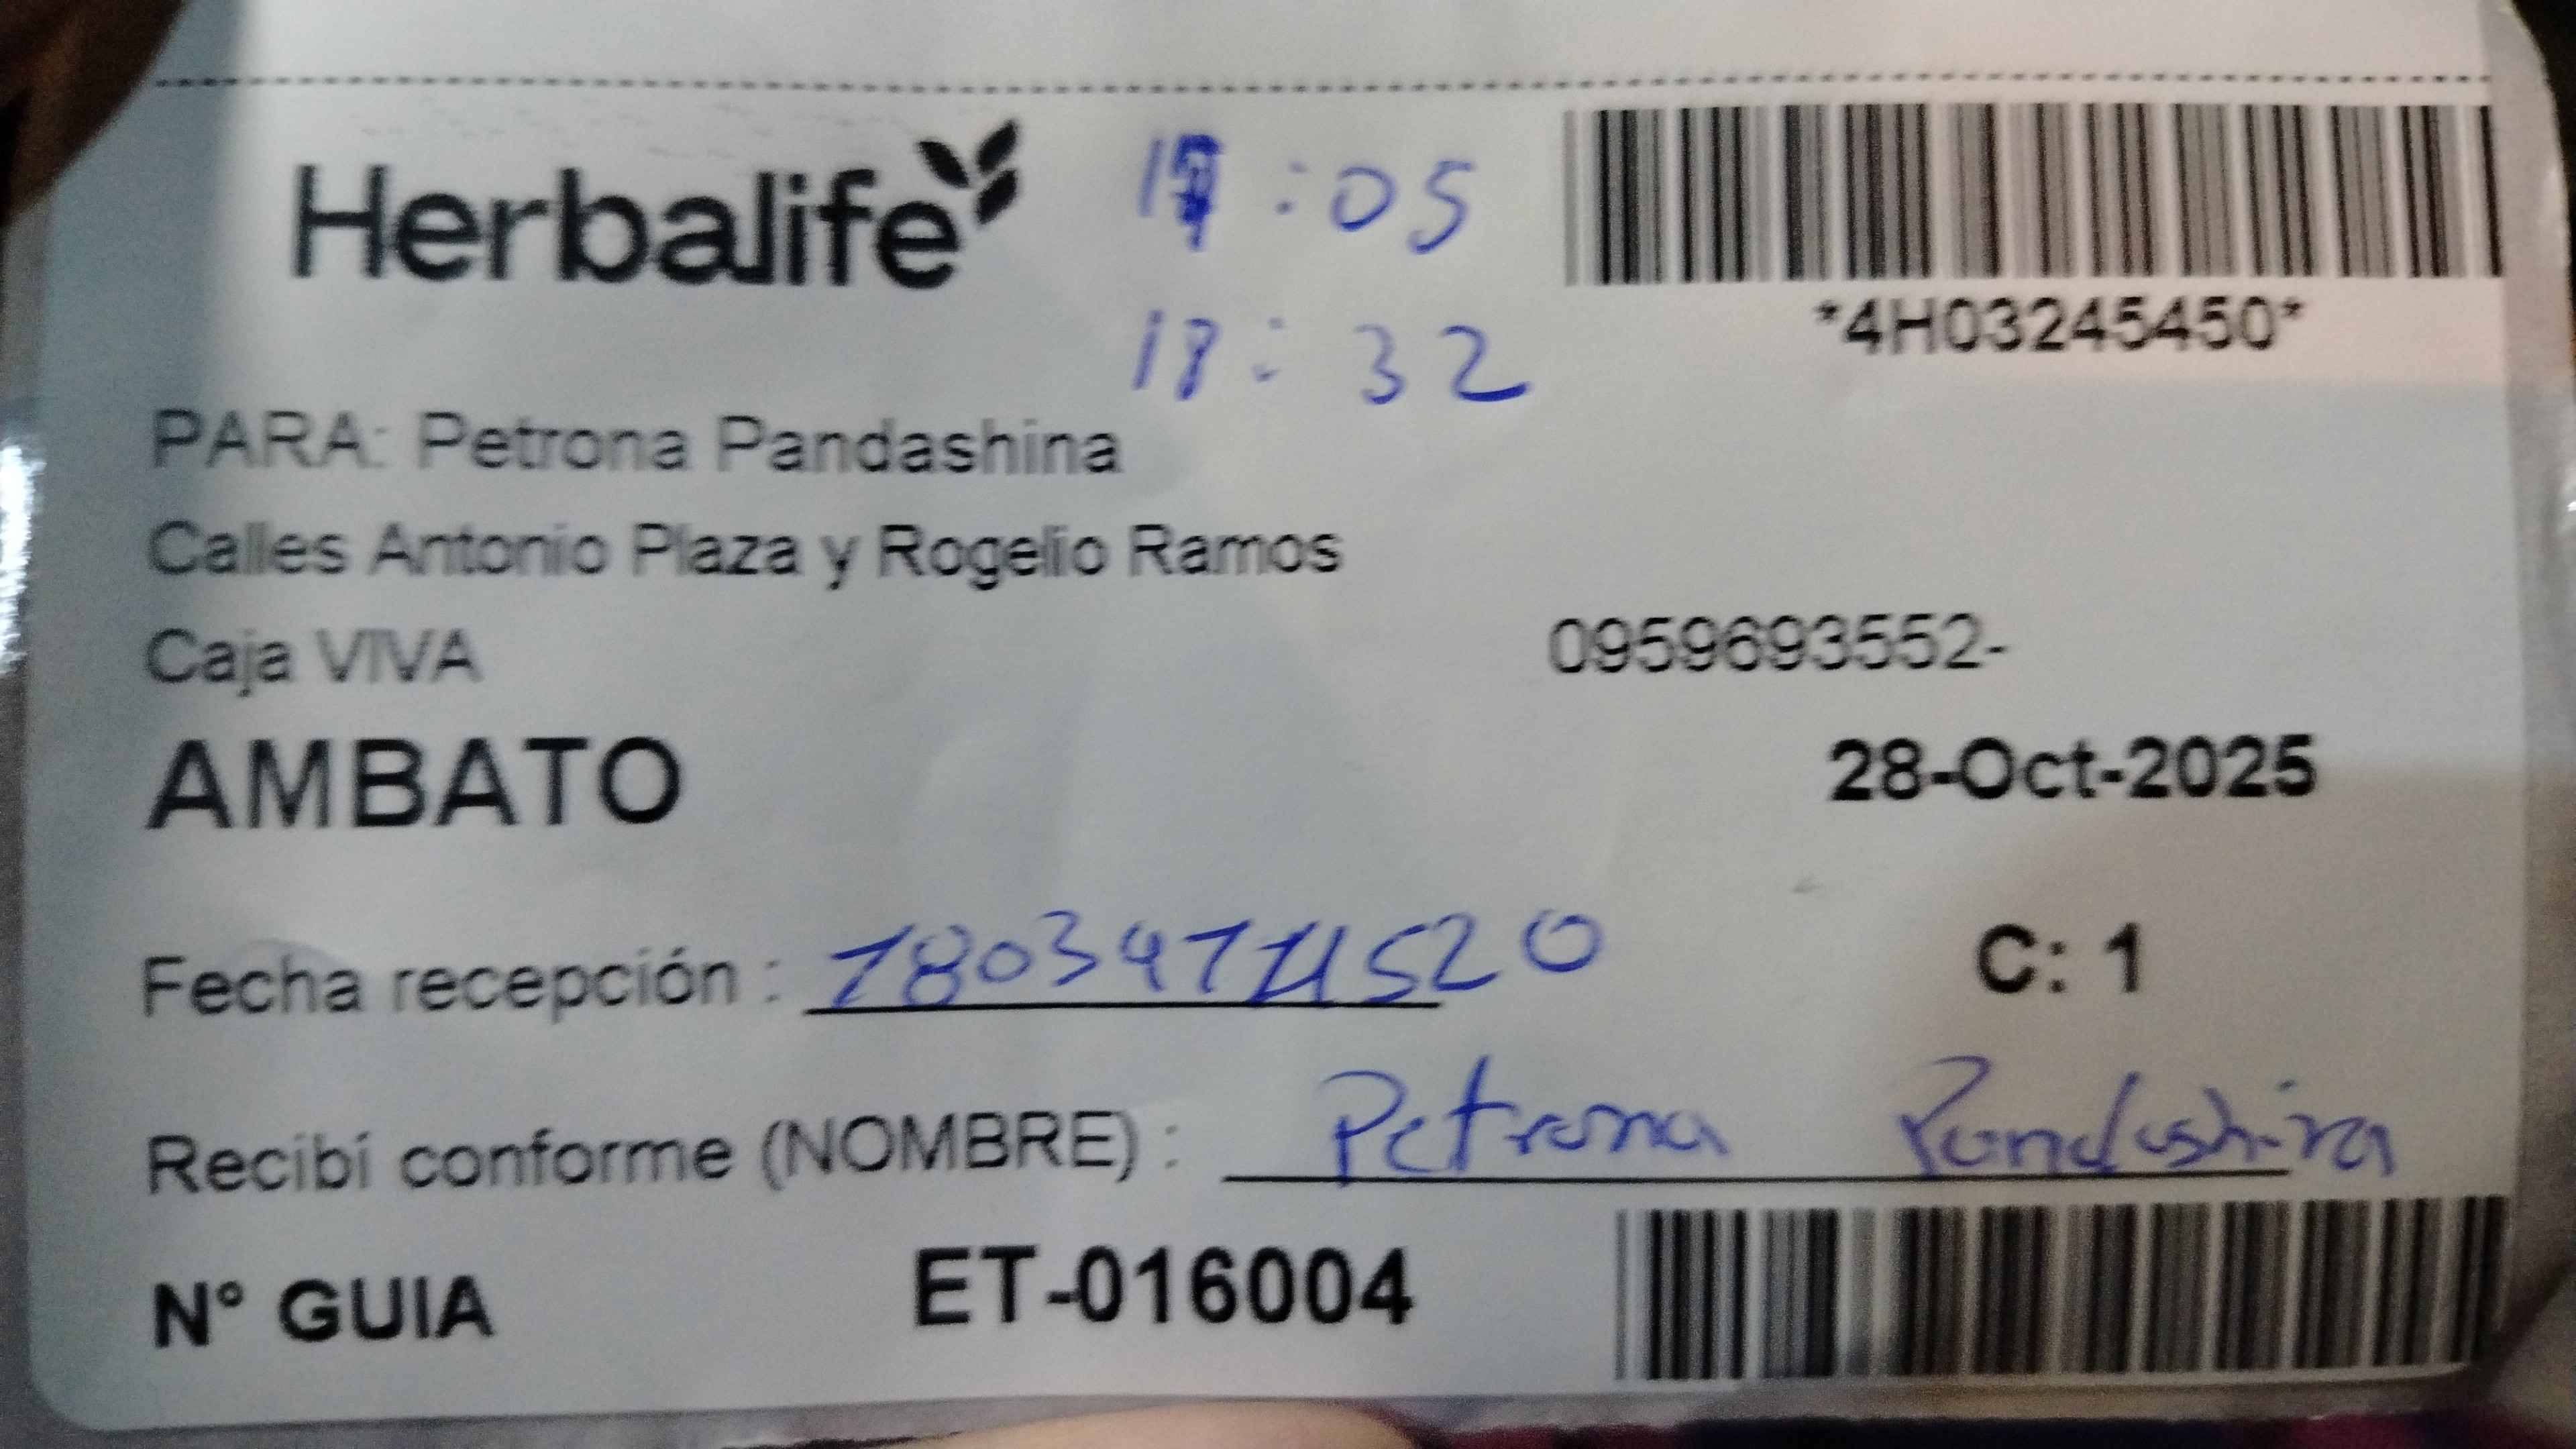 Herbalife
:05
*4H03245450*
18: 32
PARA: Petrona Pandashina
Calles Antonio Plaza y Rogelio Ramos
Caja VIVA 0959693552-
AMBATO 28-Oct-2025
Fecha recepción :
C: 1
Recibí conforme (NOMBRE) : Petrona Pandashina
N° GUIA ET-016004